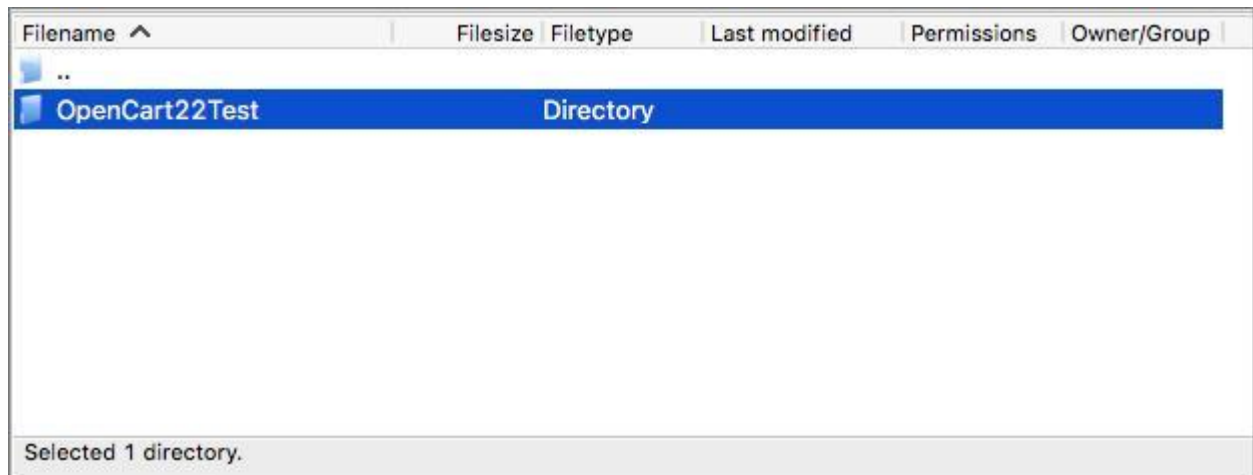 Filename Filesize Filetype Last modified Permissions Owner/Group
..
OpenCart22Test Directory
Selected 1 directory.